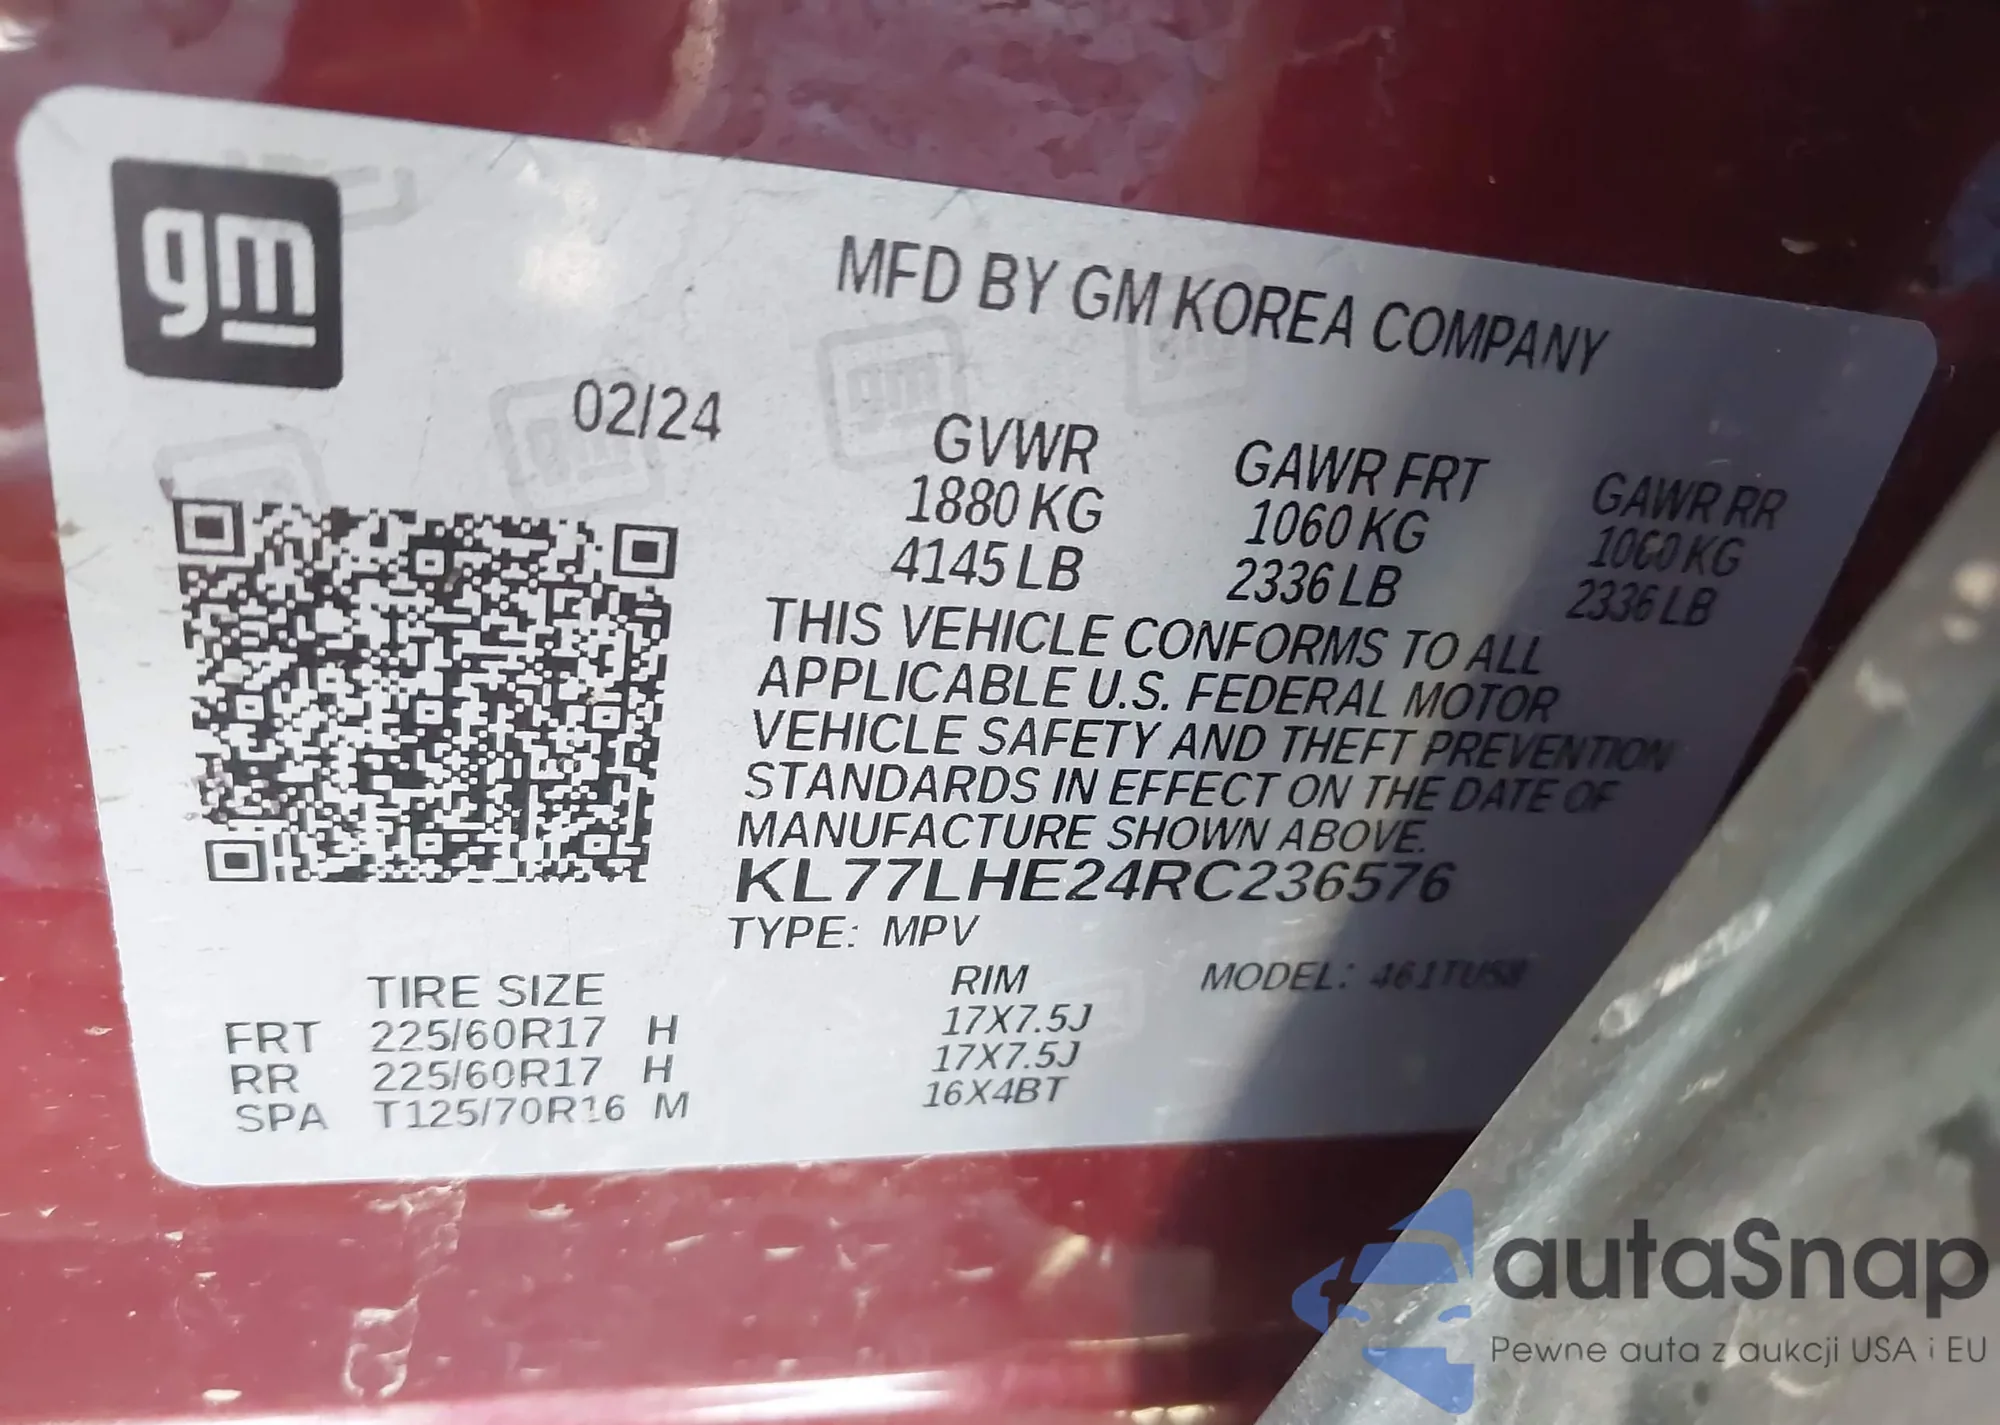 gm
MFD BY GM KOREA COMPANY
02/24
GVWR GAWR FRT GAWR RR
1880 KG 1060 KG 1060 KG
4145 LB 2336 LB 2336 LB
THIS VEHICLE CONFORMS TO ALL
APPLICABLE U.S. FEDERAL MOTOR
VEHICLE SAFETY AND THEFT PREVENTION
STANDARDS IN EFFECT ON THE DATE OF
MANUFACTURE SHOWN ABOVE.
KL77LHE24RC236576
TYPE: MPV
TIRE SIZE RIM MODEL:
FRT 225/60R17 H 17X7.5J
RR 225/60R17 H 17X7.5J
SPA T125/70R16 M 16X4BT
autaSnap
Pewne auta z aukcji USA i EU